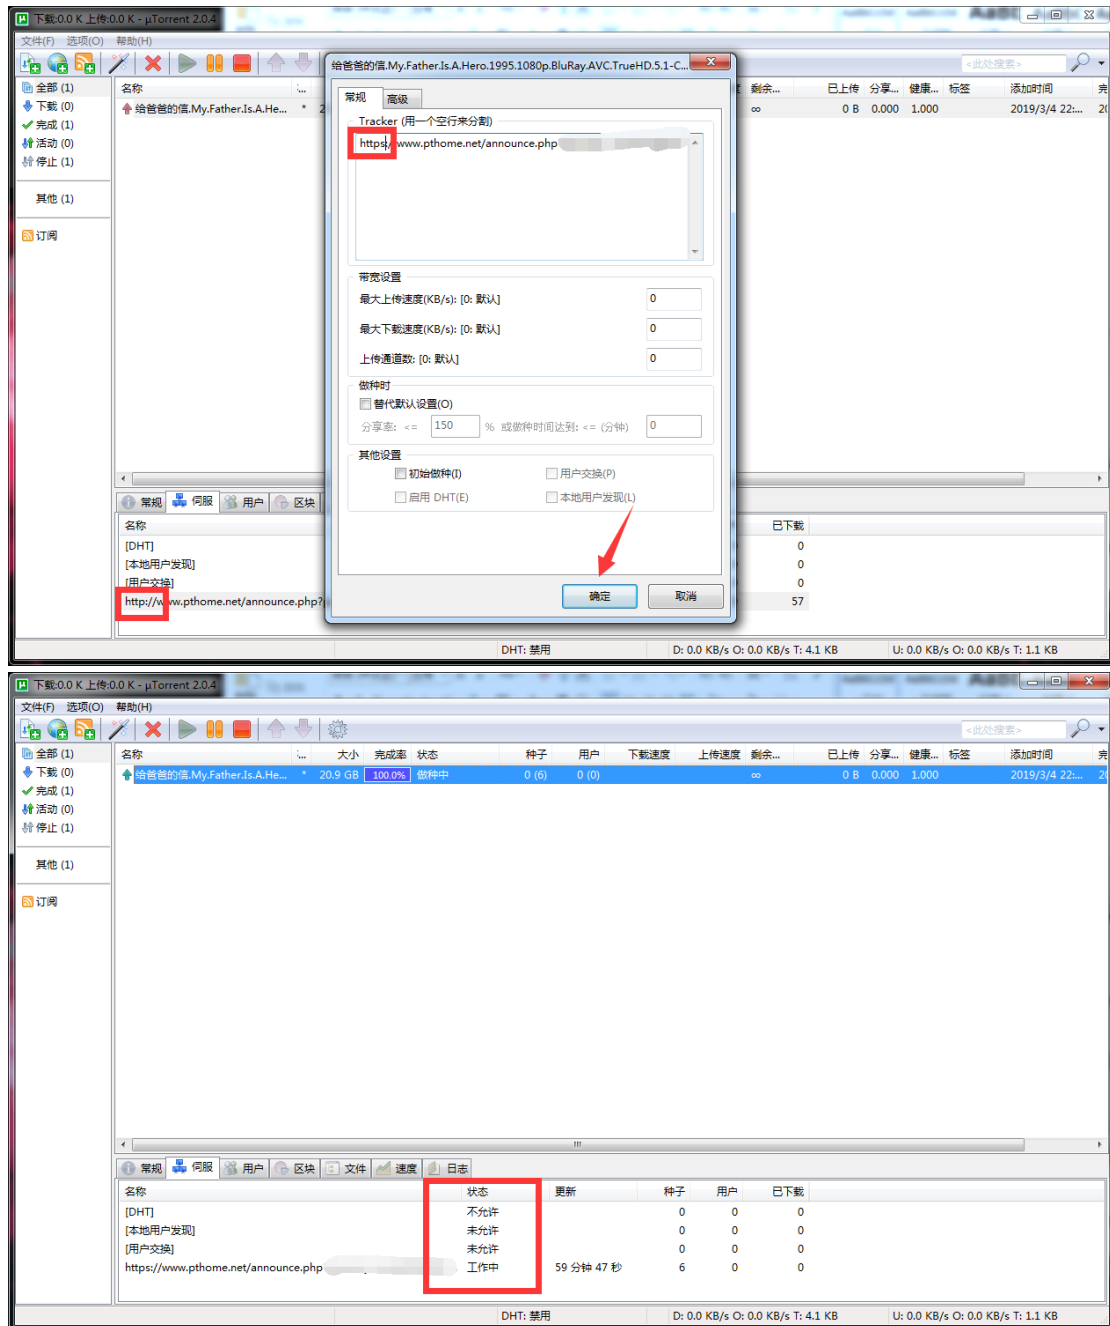 下载:0.0 K 上传:0.0 K - µTorrent 2.0.4
文件(F) 选项(O) 帮助(H)
<此处搜索>
全部 (1)
下载 (0)
完成 (1)
活动 (0)
停止 (1)
其他 (1)
订阅
名称 ... 剩余... 已上传 分享... 健康... 标签 添加时间 完
给爸爸的信.My.Father.Is.A.He... * 2 ∞ 0 B 0.000 1.000 2019/3/4 22:... 20
给爸爸的信.My.Father.Is.A.Hero.1995.1080p.BluRay.AVC.TrueHD.5.1-C...
常规 高级
Tracker (用一个空行来分割)
https//www.pthome.net/announce.php
带宽设置
最大上传速度(KB/s): [0: 默认] 0
最大下载速度(KB/s): [0: 默认] 0
上传通道数: [0: 默认] 0
做种时
替代默认设置(O)
分享率: <= 150 % 或做种时间达到: <= (分钟) 0
其他设置
初始做种(I) 用户交换(P)
启用 DHT(E) 本地用户发现(L)
确定 取消
常规 伺服 用户 区块
名称 已下载
[DHT] 0
[本地用户发现] 0
[用户交换] 0
http://www.pthome.net/announce.php? 57
DHT: 禁用 D: 0.0 KB/s O: 0.0 KB/s T: 4.1 KB U: 0.0 KB/s O: 0.0 KB/s T: 1.1 KB
下载:0.0 K 上传:0.0 K - µTorrent 2.0.4
文件(F) 选项(O) 帮助(H)
<此处搜索>
全部 (1)
下载 (0)
完成 (1)
活动 (0)
停止 (1)
其他 (1)
订阅
名称 ... 大小 完成率 状态 种子 用户 下载速度 上传速度 剩余... 已上传 分享... 健康... 标签 添加时间 完
给爸爸的信.My.Father.Is.A.He... * 20.9 GB 100.0% 做种中 0 (6) 0 (0) ∞ 0 B 0.000 1.000 2019/3/4 22:... 20
常规 伺服 用户 区块 文件 速度 日志
名称 状态 更新 种子 用户 已下载
[DHT] 不允许 0 0 0
[本地用户发现] 未允许 0 0 0
[用户交换] 未允许 0 0 0
https://www.pthome.net/announce.php 工作中 59 分钟 47 秒 6 0 0
DHT: 禁用 D: 0.0 KB/s O: 0.0 KB/s T: 4.1 KB U: 0.0 KB/s O: 0.0 KB/s T: 1.1 KB